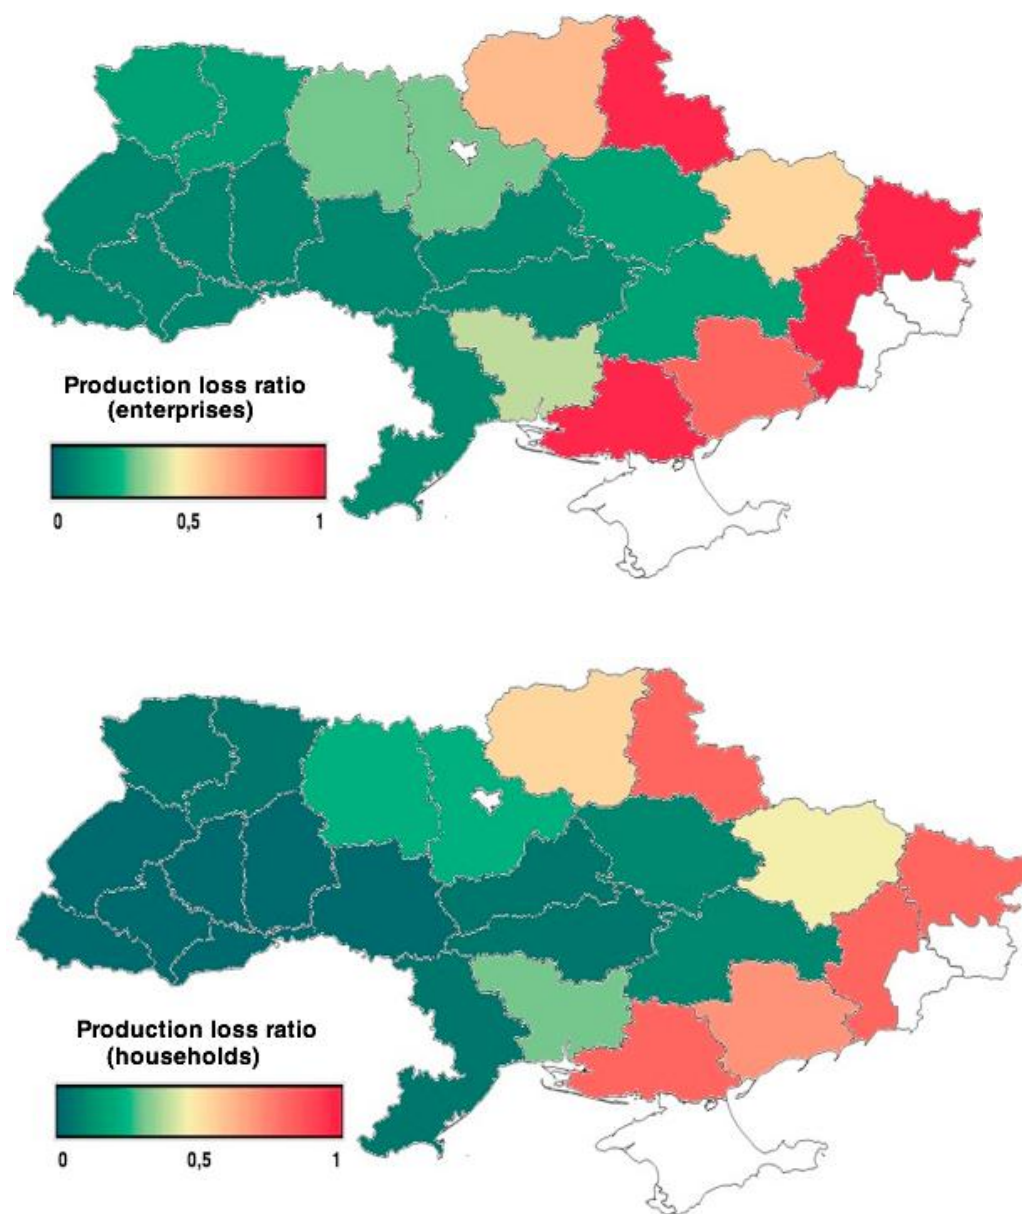 Production loss ratio
(enterprises)
0 0,5 1
Production loss ratio
(households)
0 0,5 1